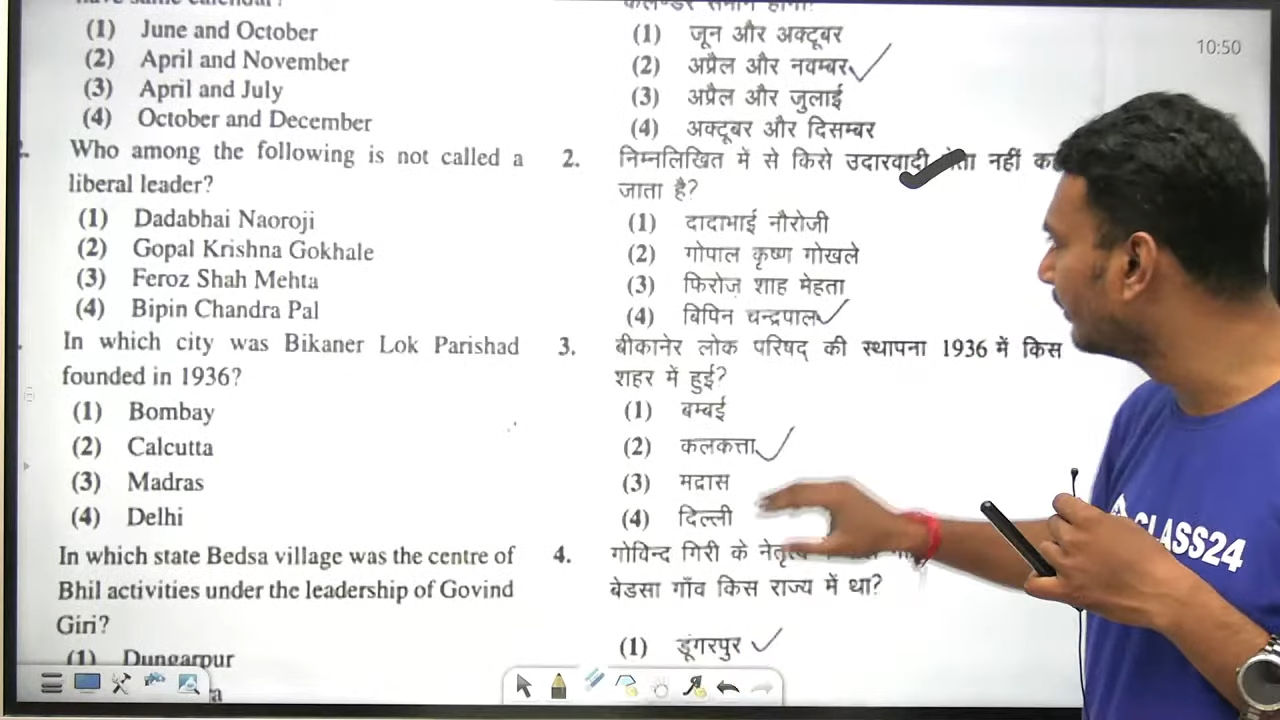 have same calendar?
(1) June and October
(2) April and November
(3) April and July
(4) October and December
Who among the following is not called a
liberal leader?
(1) Dadabhai Naoroji
(2) Gopal Krishna Gokhale
(3) Feroz Shah Mehta
(4) Bipin Chandra Pal
In which city was Bikaner Lok Parishad
founded in 1936?
(1) Bombay
(2) Calcutta
(3) Madras
(4) Delhi
In which state Bedsa village was the centre of
Bhil activities under the leadership of Govind
Giri?
(1) Dungarpur
कैलेण्डर समान होगा?
(1) जून और अक्टूबर
(2) अप्रैल और नवम्बर
(3) अप्रैल और जुलाई
(4) अक्टूबर और दिसम्बर
2. निम्नलिखित में से किसे उदारवादी नेता नहीं
जाता है?
(1) दादाभाई नौरोजी
(2) गोपाल कृष्ण गोखले
(3) फिरोज़ शाह मेहता
(4) बिपिन चन्द्रपाल
3. बीकानेर लोक परिषद् की स्थापना 1936 में किस
शहर में हुई?
(1) बम्बई
(2) कलकत्ता
(3) मद्रास
(4) दिल्ली
4. गोविन्द गिरी के नेतृत्व
बेडसा गाँव किस राज्य में था?
(1) डूंगरपुर
10:50
CLASS24